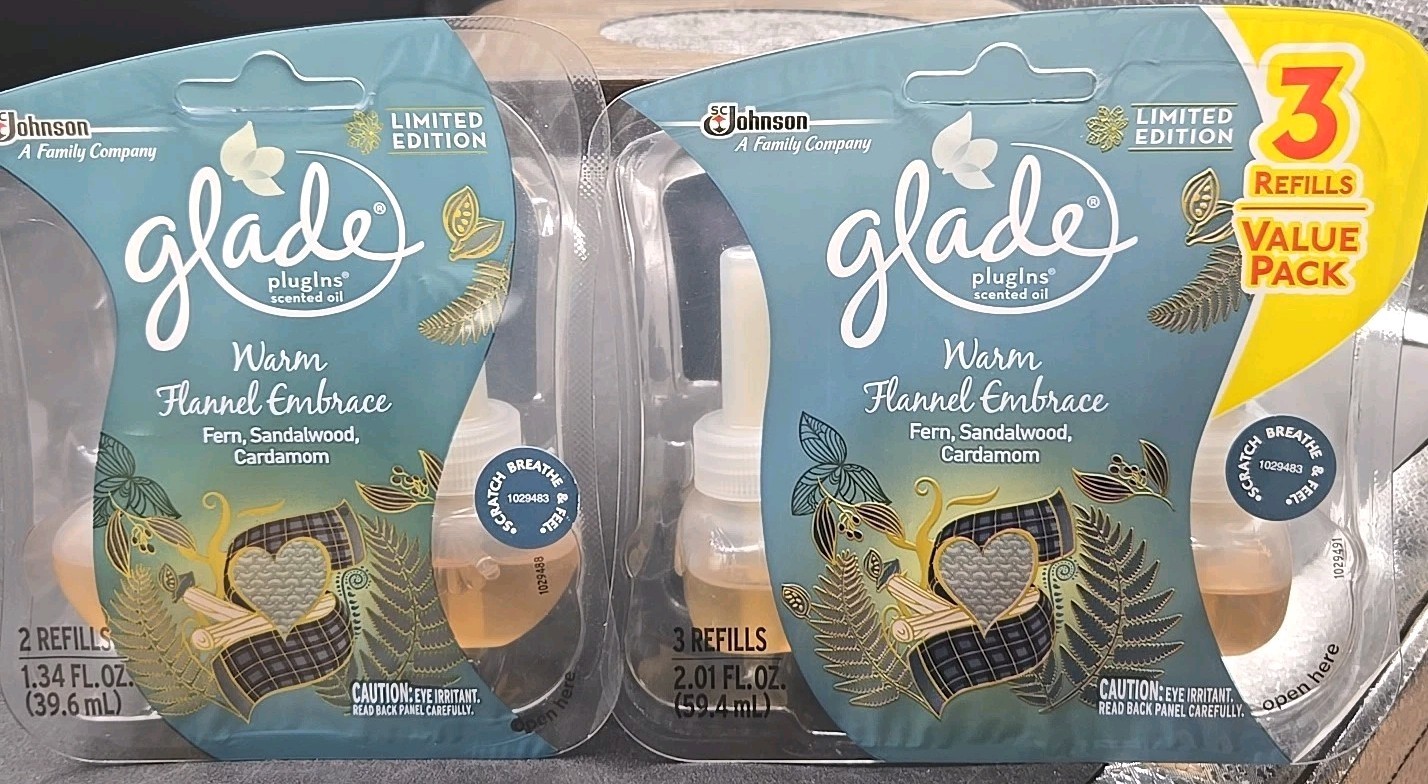 SC Johnson
A Family Company
LIMITED
EDITION
glade®
plugIns®
scented oil
Warm
Flannel Embrace
Fern, Sandalwood,
Cardamom
•SCRATCH BREATHE & FEEL•
1029483
1029488
2 REFILLS
1.34 FL.OZ.
(39.6 mL)
CAUTION: EYE IRRITANT.
READ BACK PANEL CAREFULLY.
open here
SC Johnson
A Family Company
LIMITED
EDITION
3
REFILLS
VALUE
PACK
glade®
plugIns®
scented oil
Warm
Flannel Embrace
Fern, Sandalwood,
Cardamom
•SCRATCH BREATHE & FEEL•
1029483
1029491
3 REFILLS
2.01 FL.OZ.
(59.4 mL)
CAUTION: EYE IRRITANT.
READ BACK PANEL CAREFULLY.
open here